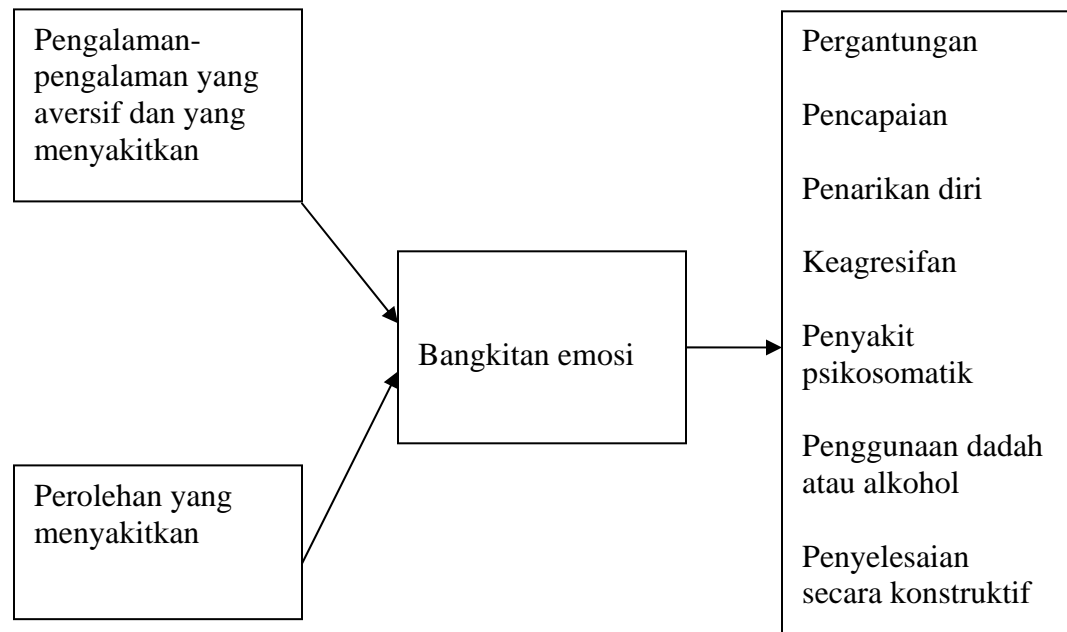 Pengalaman-
pengalaman yang
aversif dan yang
menyakitkan
Perolehan yang
menyakitkan
Bangkitan emosi
Pergantungan
Pencapaian
Penarikan diri
Keagresifan
Penyakit
psikosomatik
Penggunaan dadah
atau alkohol
Penyelesaian
secara konstruktif